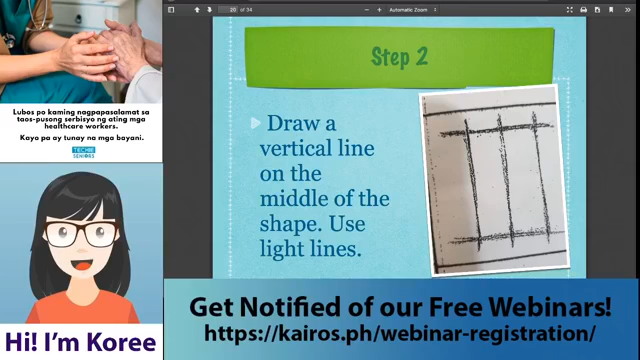 20 of 34
Automatic Zoom
Step 2
Draw a
vertical line
on the
middle of the
shape. Use
light lines.
Lubos po kaming nagpapasalamat sa
taos-pusong serbisyo ng ating mga
healthcare workers.
Kayo po ay tunay na mga bayani.
TECHIE
SENIORS
Hi! I'm Koree
Get Notified of our Free Webinars!
https://kairos.ph/webinar-registration/